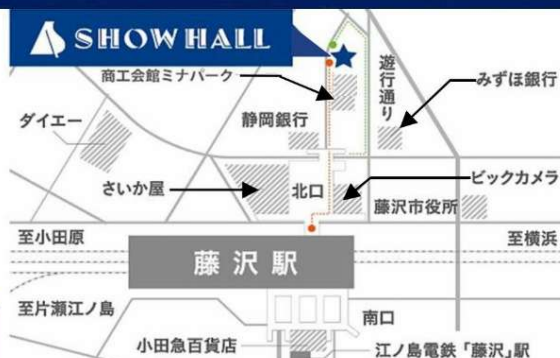 SHOW HALL
商工会館ミナパーク
遊行通り
みずほ銀行
ダイエー
静岡銀行
さいか屋
北口
ビックカメラ
藤沢市役所
至小田原
至横浜
藤沢駅
至片瀬江ノ島
南口
小田急百貨店
江ノ島電鉄「藤沢」駅